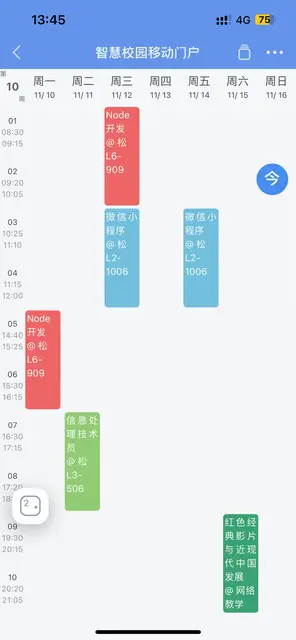 13:45
4G 75
智慧校园移动门户
第
10
周
周一 周二 周三 周四 周五 周六 周日
11/ 10 11/ 11 11/ 12 11/ 13 11/ 14 11/ 15 11/ 16
01
08:30
09:15
02
09:20
10:05
03
10:25
11:10
04
11:15
12:00
05
14:40
15:25
06
15:30
16:15
07
16:30
17:15
08
17:20
09
19:30
20:15
10
20:20
21:05
Node
开发
@ 松
L6-
909
微信小
程序
@ 松
L2-
1006
微信小
程序
@ 松
L2-
1006
今
Node
开发
@ 松
L6-
909
信息处
理技术
员
@ 松
L3-
506
2
红色经
典影片
与近现
代中国
发展
@ 网络
教学